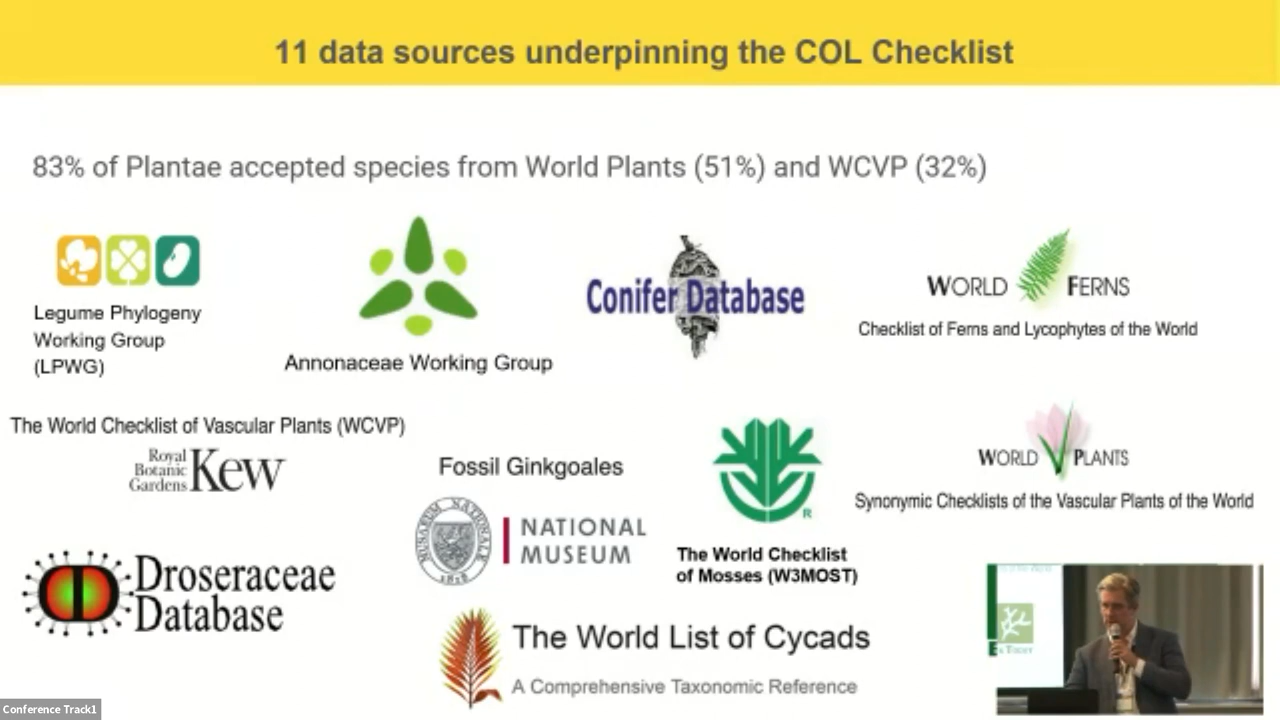 11 data sources underpinning the COL Checklist
83% of Plantae accepted species from World Plants (51%) and WCVP (32%)
Legume Phylogeny
Working Group
(LPWG)
Annonaceae Working Group
Conifer Database
WORLD FERNS
Checklist of Ferns and Lycophytes of the World
The World Checklist of Vascular Plants (WCVP)
Royal
Botanic
Gardens
Kew
Fossil Ginkgoales
NATIONAL
MUSEUM
1818
R
The World Checklist
of Mosses (W3MOST)
WORLD PLANTS
Synonymic Checklists of the Vascular Plants of the World
Droseraceae
Database
The World List of Cycads
A Comprehensive Taxonomic Reference
Conference Track1